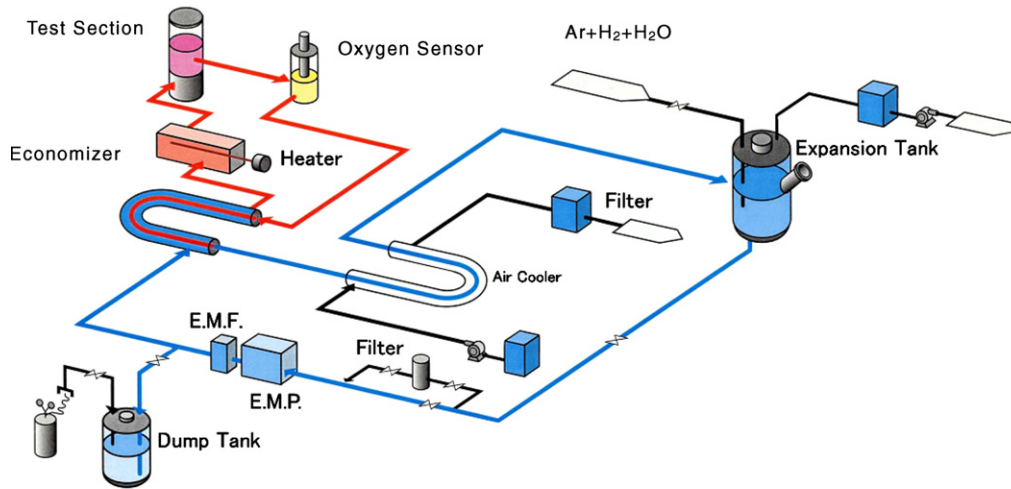 Test Section
Oxygen Sensor
Ar+H2+H2O
Economizer
Heater
Expansion Tank
Filter
Air Cooler
E.M.F.
Filter
E.M.P.
Dump Tank